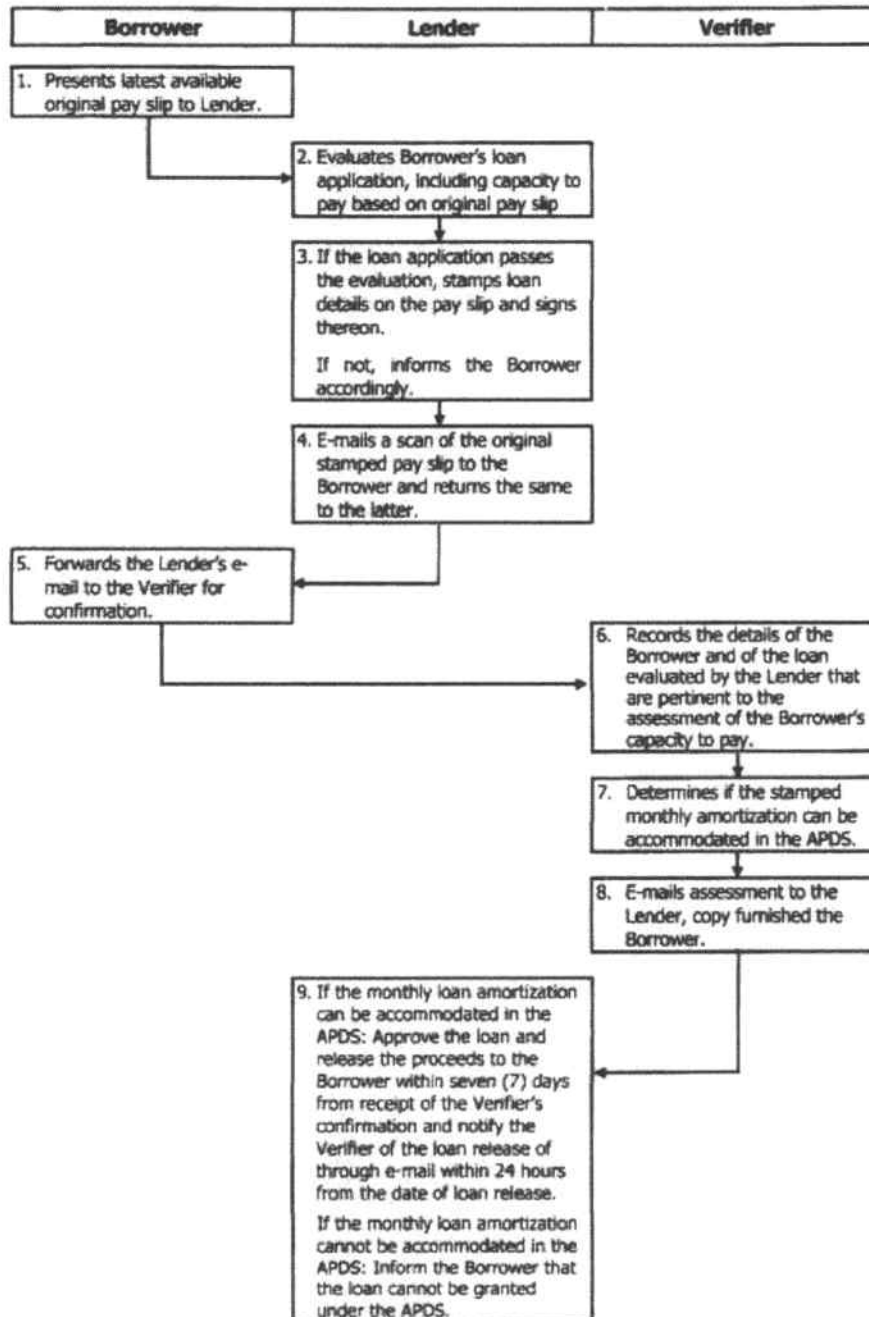 Borrower Lender Verifier
1. Presents latest available
original pay slip to Lender.
2. Evaluates Borrower's loan
application, including capacity to
pay based on original pay slip
3. If the loan application passes
the evaluation, stamps loan
details on the pay slip and signs
thereon.
If not, informs the Borrower
accordingly.
4. E-mails a scan of the original
stamped pay slip to the
Borrower and returns the same
to the latter.
5. Forwards the Lender's e-
mail to the Verifier for
confirmation.
6. Records the details of the
Borrower and of the loan
evaluated by the Lender that
are pertinent to the
assessment of the Borrower's
capacity to pay.
7. Determines if the stamped
monthly amortization can be
accommodated in the APDS.
8. E-mails assessment to the
Lender, copy furnished the
Borrower.
9. If the monthly loan amortization
can be accommodated in the
APDS: Approve the loan and
release the proceeds to the
Borrower within seven (7) days
from receipt of the Verifier's
confirmation and notify the
Verifier of the loan release of
through e-mail within 24 hours
from the date of loan release.
If the monthly loan amortization
cannot be accommodated in the
APDS: Inform the Borrower that
the loan cannot be granted
under the APDS.